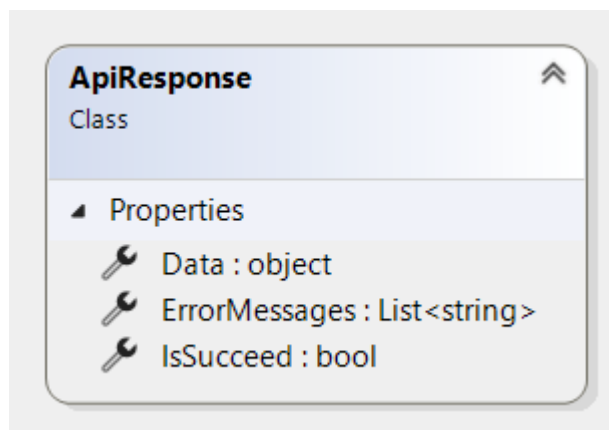 ApiResponse
Class
Properties
Data : object
ErrorMessages : List<string>
IsSucceed : bool